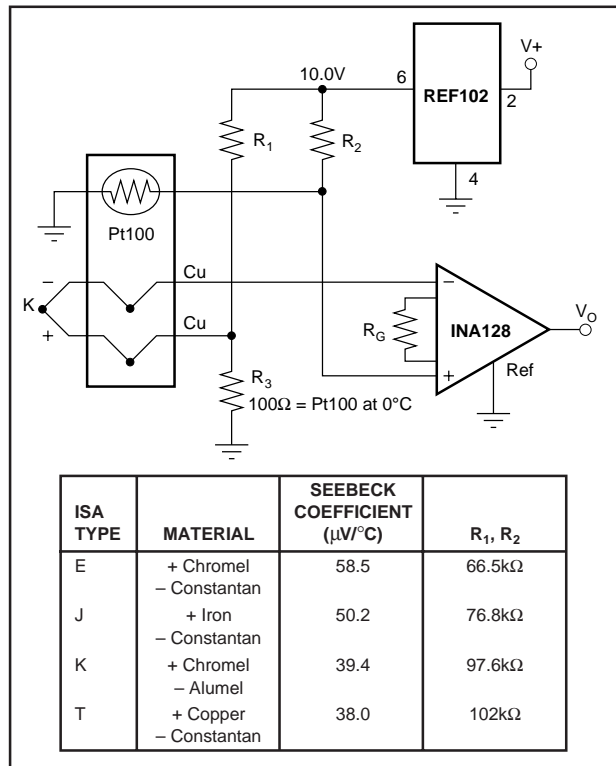 V+
10.0V
6
REF102
2
R1
R2
4
Pt100
Cu
−
K
+
Cu
−
RG
INA128
VO
+
Ref
R3
100Ω = Pt100 at 0°C
ISA TYPE
MATERIAL
SEEBECK COEFFICIENT (μV/°C)
R1, R2
E
+ Chromel
− Constantan
58.5
66.5kΩ
J
+ Iron
− Constantan
50.2
76.8kΩ
K
+ Chromel
− Alumel
39.4
97.6kΩ
T
+ Copper
− Constantan
38.0
102kΩ